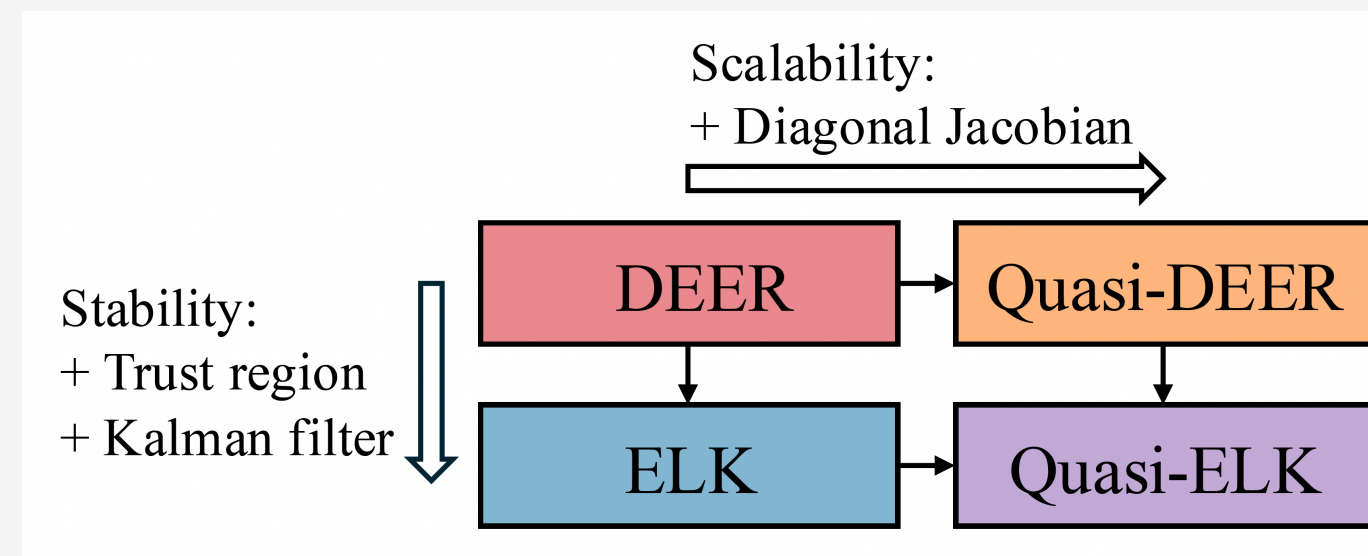 Scalability:
+ Diagonal Jacobian
DEER
Quasi-DEER
Stability:
+ Trust region
+ Kalman filter
ELK
Quasi-ELK